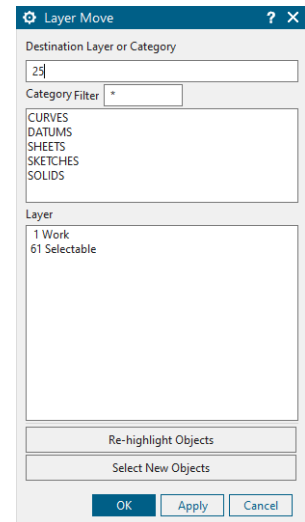 Layer Move ? X
Destination Layer or Category
25
Category Filter *
CURVES
DATUMS
SHEETS
SKETCHES
SOLIDS
Layer
1 Work
61 Selectable
Re-highlight Objects
Select New Objects
OK Apply Cancel